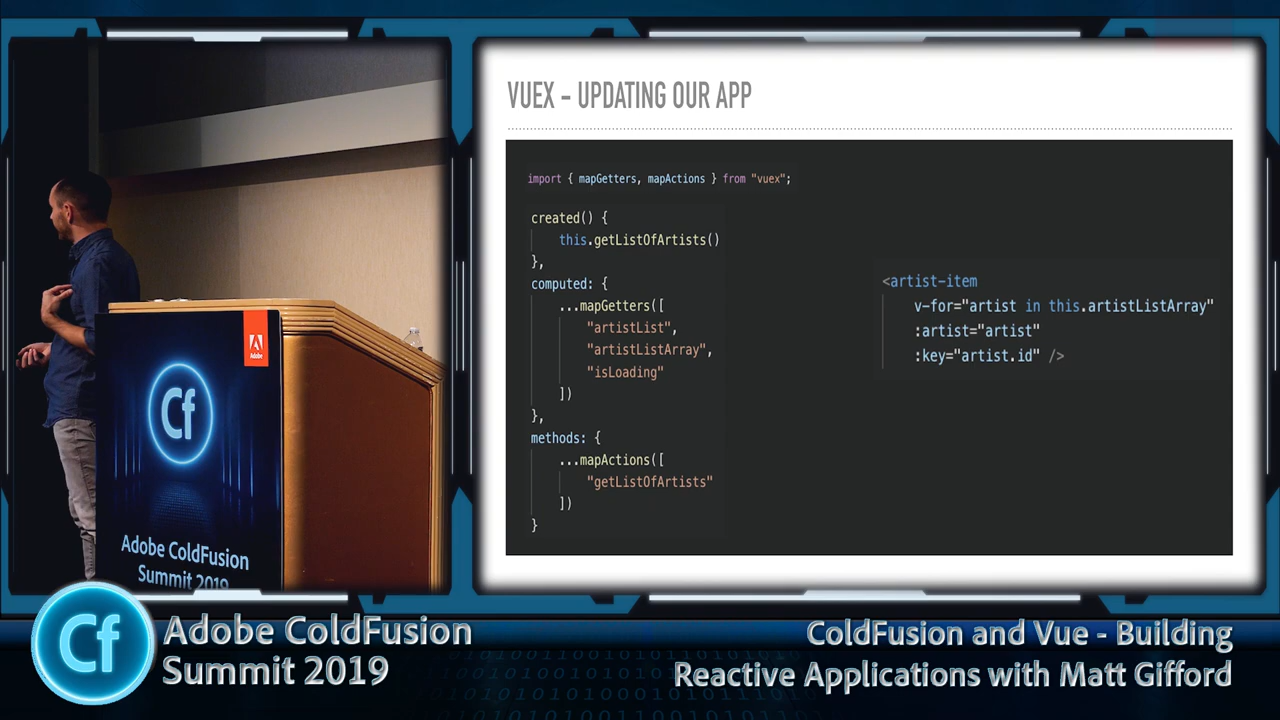 VUEX - UPDATING OUR APP
import { mapGetters, mapActions } from "vuex";
created() {
this.getListOfArtists()
},
computed: {
...mapGetters([
"artistList",
"artistListArray",
"isLoading"
])
},
methods: {
...mapActions([
"getListOfArtists"
])
}
<artist-item
v-for="artist in this.artistListArray"
:artist="artist"
:key="artist.id" />
Adobe
Cf
Adobe ColdFusion
Summit 2019
Cf
Adobe ColdFusion
Summit 2019
ColdFusion and Vue - Building
Reactive Applications with Matt Gifford